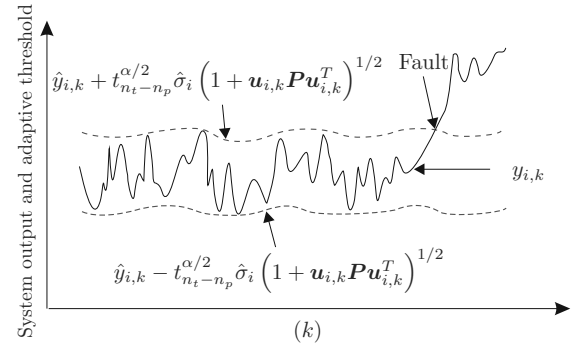 System output and adaptive threshold
ŷ_{i,k} + t^{α/2}_{n_t−n_p} σ̂_i (1 + u_{i,k} P u^T_{i,k})^{1/2}
Fault
y_{i,k}
ŷ_{i,k} − t^{α/2}_{n_t−n_p} σ̂_i (1 + u_{i,k} P u^T_{i,k})^{1/2}
(k)